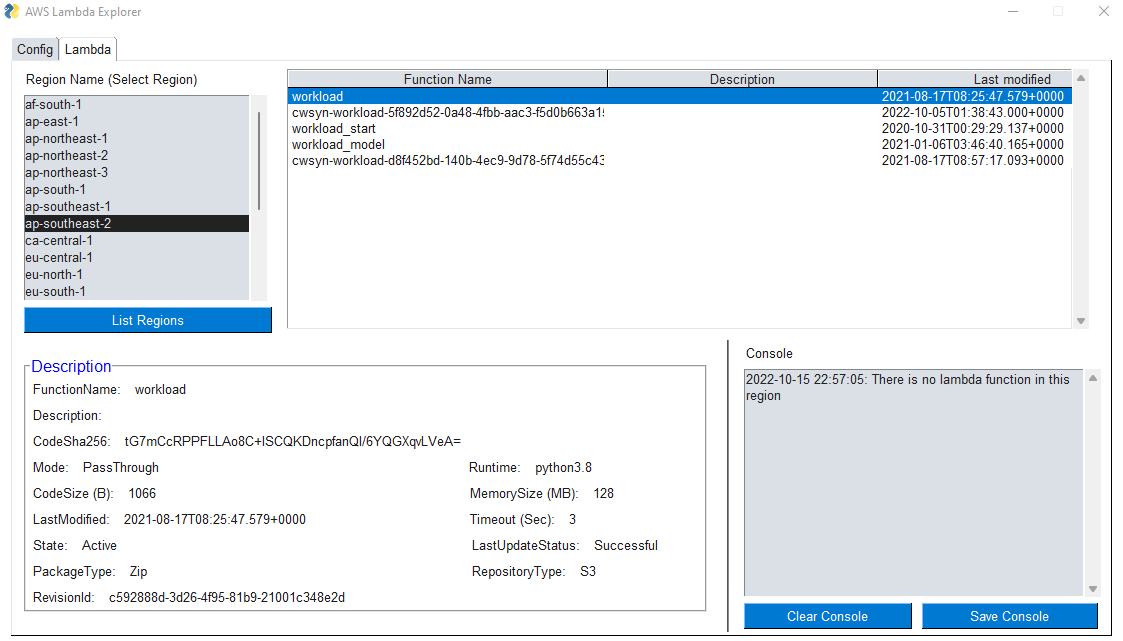 AWS Lambda Explorer
Config Lambda
Region Name (Select Region)
af-south-1
ap-east-1
ap-northeast-1
ap-northeast-2
ap-northeast-3
ap-south-1
ap-southeast-1
ap-southeast-2
ca-central-1
eu-central-1
eu-north-1
eu-south-1
List Regions
Function Name Description Last modified
workload 2021-08-17T08:25:47.579+0000
cwsyn-workload-5f892d52-0a48-4fbb-aac3-f5d0b663a1 2022-10-05T01:38:43.000+0000
workload_start 2020-10-31T00:29:29.137+0000
workload_model 2021-01-06T03:46:40.165+0000
cwsyn-workload-d8f452bd-140b-4ec9-9d78-5f74d55c43 2021-08-17T08:57:17.093+0000
Description
FunctionName: workload
Description:
CodeSha256: tG7mCcRPPFLLAo8C+ISCQKDncpfanQI/6YQGXqvLVeA=
Mode: PassThrough Runtime: python3.8
CodeSize (B): 1066 MemorySize (MB): 128
LastModified: 2021-08-17T08:25:47.579+0000 Timeout (Sec): 3
State: Active LastUpdateStatus: Successful
PackageType: Zip RepositoryType: S3
RevisionId: c592888d-3d26-4f95-81b9-21001c348e2d
Console
2022-10-15 22:57:05: There is no lambda function in this
region
Clear Console Save Console